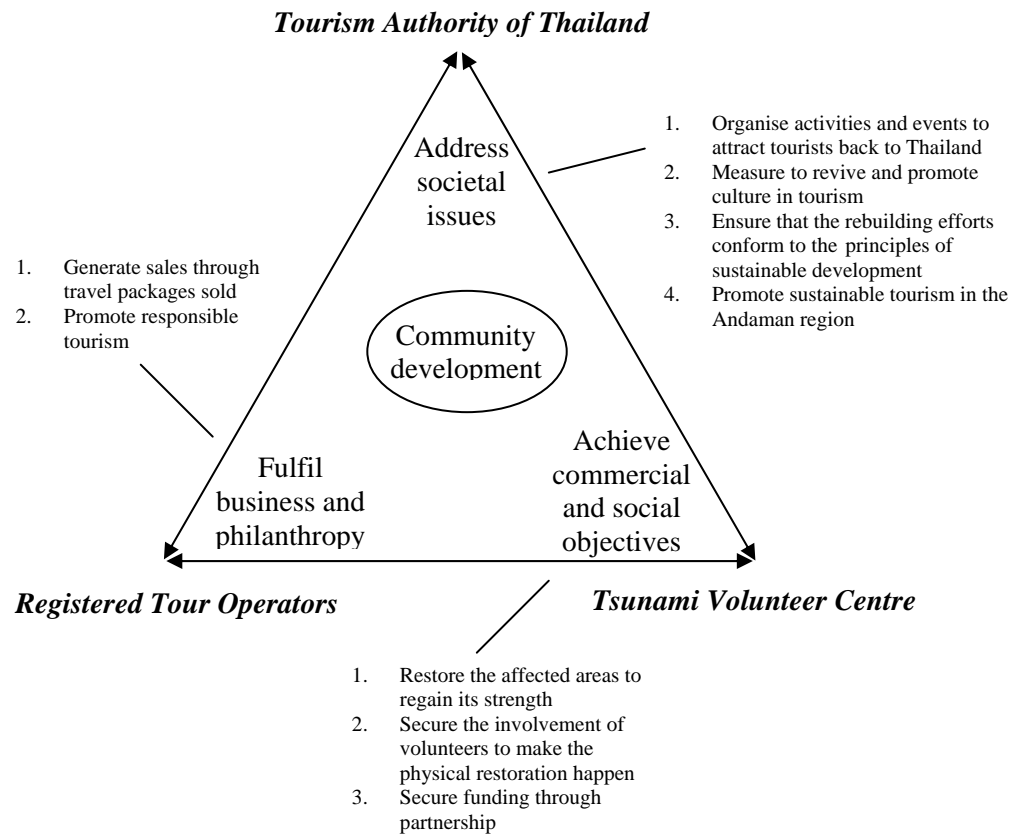 Tourism Authority of Thailand
Address
societal
issues
1. Organise activities and events to
attract tourists back to Thailand
2. Measure to revive and promote
culture in tourism
3. Ensure that the rebuilding efforts
conform to the principles of
sustainable development
4. Promote sustainable tourism in the
Andaman region
1. Generate sales through
travel packages sold
2. Promote responsible
tourism
Community
development
Fulfil
business and
philanthropy
Achieve
commercial
and social
objectives
Registered Tour Operators
Tsunami Volunteer Centre
1. Restore the affected areas to
regain its strength
2. Secure the involvement of
volunteers to make the
physical restoration happen
3. Secure funding through
partnership